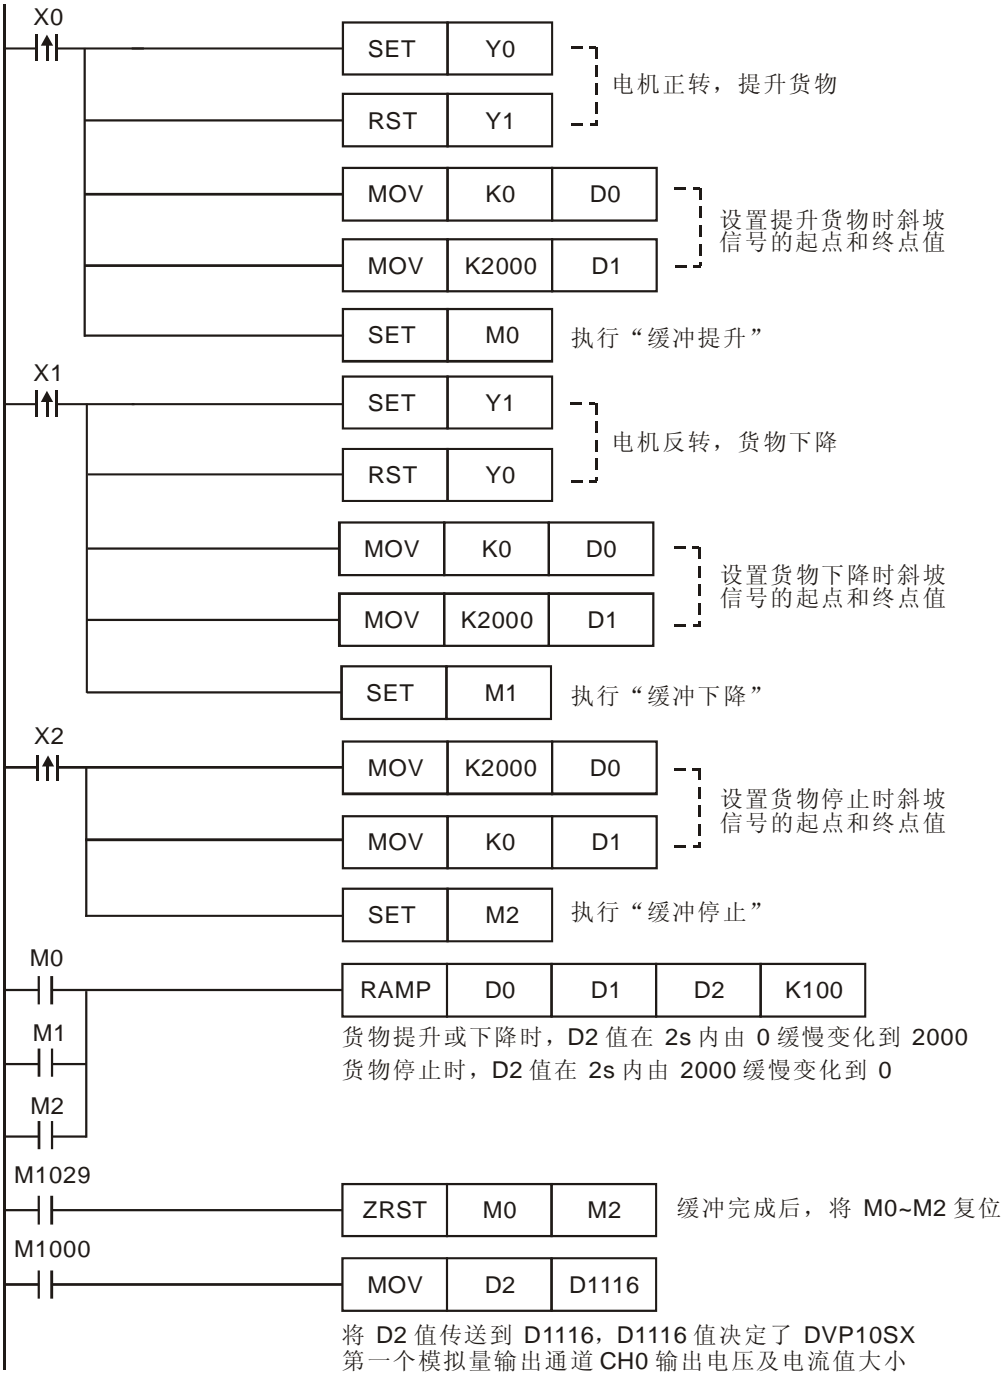 X0
SET Y0
RST Y1
电机正转，提升货物
MOV K0 D0
MOV K2000 D1
设置提升货物时斜坡
信号的起点和终点值
SET M0 执行“缓冲提升”
X1
SET Y1
RST Y0
电机反转，货物下降
MOV K0 D0
MOV K2000 D1
设置货物下降时斜坡
信号的起点和终点值
SET M1 执行“缓冲下降”
X2
MOV K2000 D0
MOV K0 D1
设置货物停止时斜坡
信号的起点和终点值
SET M2 执行“缓冲停止”
M0
RAMP D0 D1 D2 K100
M1
货物提升或下降时，D2 值在 2s 内由 0 缓慢变化到 2000
货物停止时，D2 值在 2s 内由 2000 缓慢变化到 0
M2
M1029
ZRST M0 M2 缓冲完成后，将 M0~M2 复位
M1000
MOV D2 D1116
将 D2 值传送到 D1116，D1116 值决定了 DVP10SX
第一个模拟量输出通道 CH0 输出电压及电流值大小